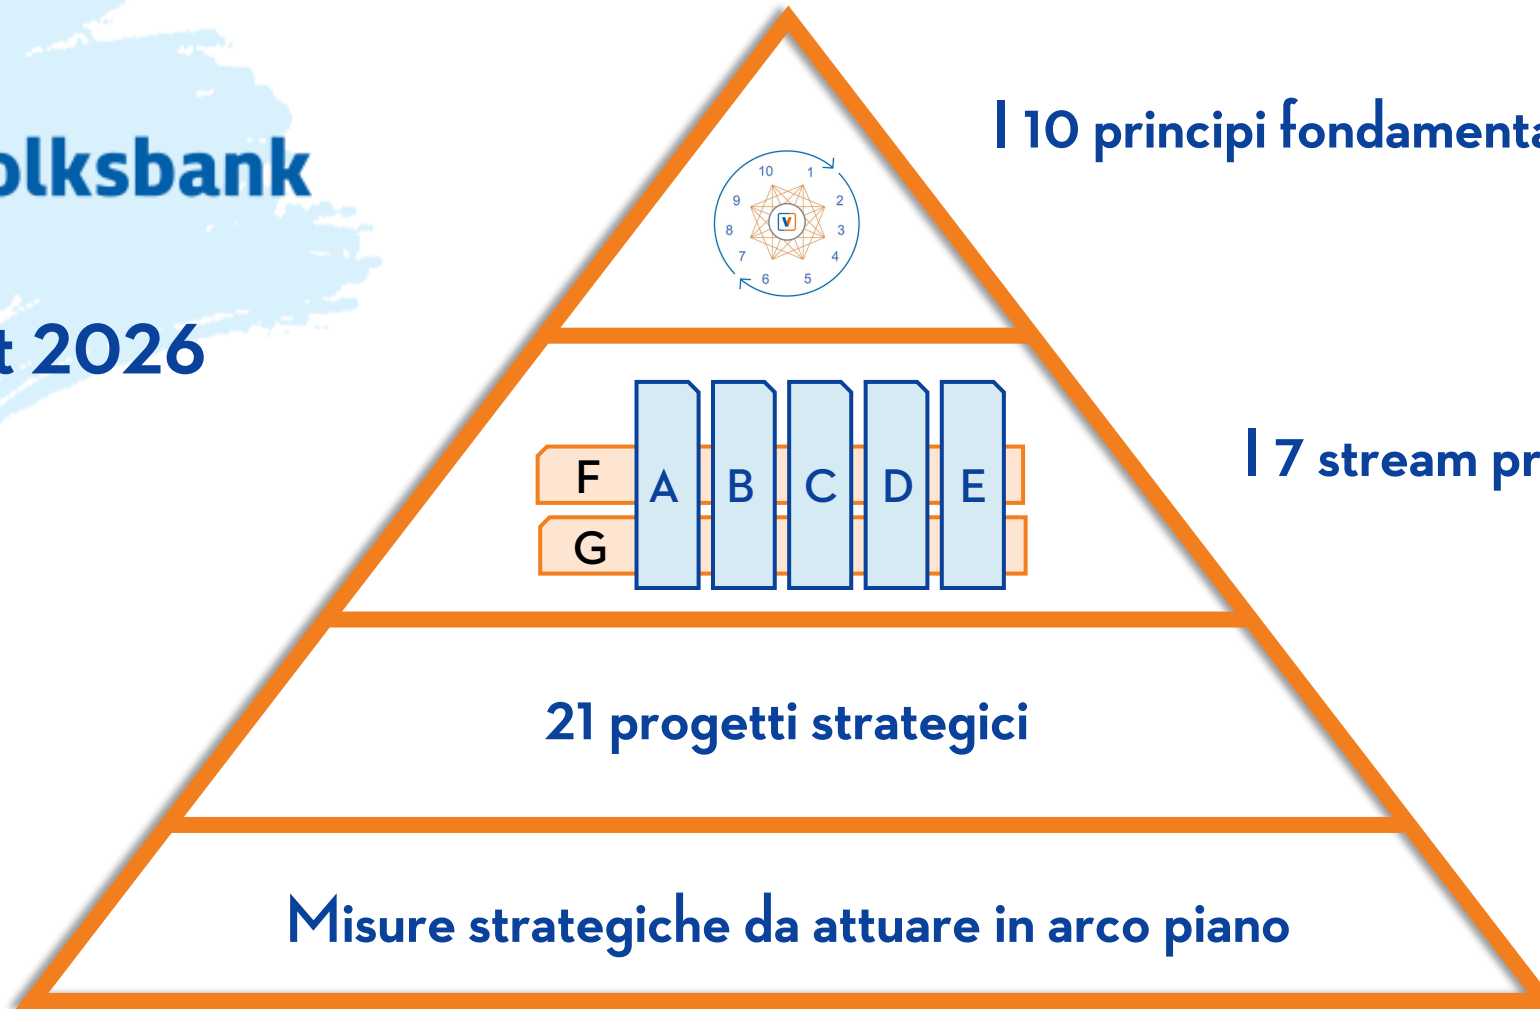 I 10 principi fondamenta
10 1
9 2
V
8 3
7 4
6 5
olksbank
t 2026
A B C D E
F
G
I 7 stream pr
21 progetti strategici
Misure strategiche da attuare in arco piano